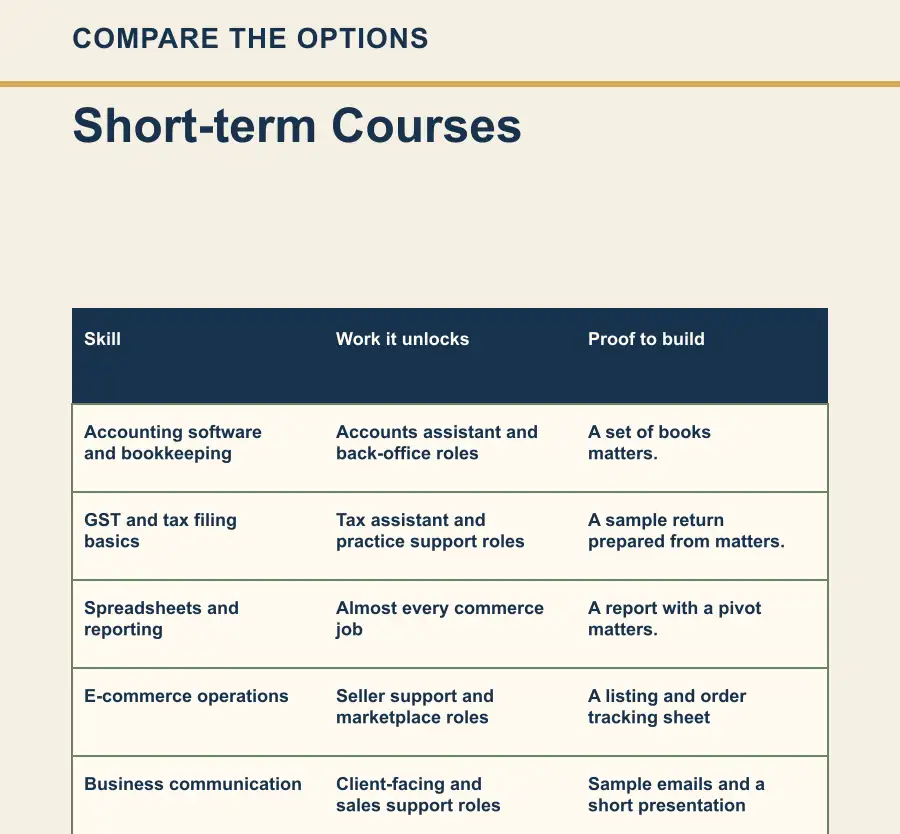 COMPARE THE OPTIONS
Short-term Courses
Skill
Work it unlocks
Proof to build
Accounting software
and bookkeeping
Accounts assistant and
back-office roles
A set of books
matters.
GST and tax filing
basics
Tax assistant and
practice support roles
A sample return
prepared from matters.
Spreadsheets and
reporting
Almost every commerce
job
A report with a pivot
matters.
E-commerce operations
Seller support and
marketplace roles
A listing and order
tracking sheet
Business communication
Client-facing and
sales support roles
Sample emails and a
short presentation